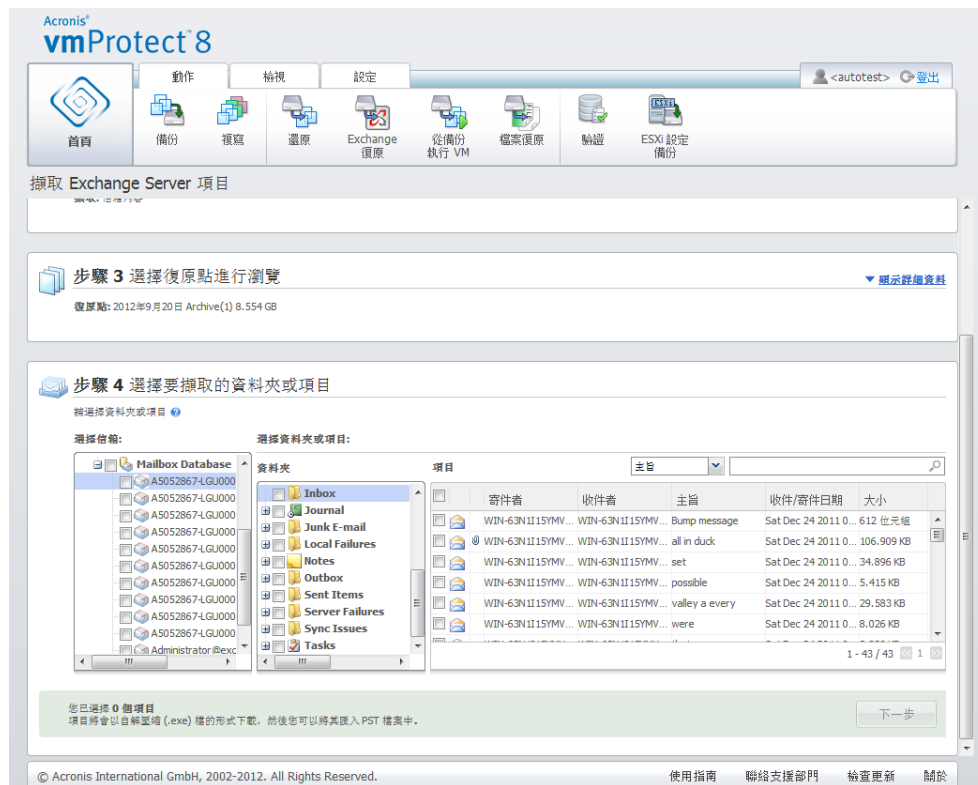 Acronis®
vmProtect™8
動作
檢視
設定
<autotest>
登出
首頁
備份
複寫
還原
Exchange
復原
從備份
執行 VM
檔案復原
驗證
ESXi
ESXi 設定
備份
擷取 Exchange Server 項目
擷取: 信箱內容
步驟 3 選擇復原點進行瀏覽
▼ 顯示詳細資料
復原點: 2012年9月20日 Archive(1) 8.554 GB
步驟 4 選擇要擷取的資料夾或項目
請選擇資料夾或項目
選擇信箱:
選擇資料夾或項目:
Mailbox Database
A5052867-LGU000
A5052867-LGU000
A5052867-LGU000
A5052867-LGU000
A5052867-LGU000
A5052867-LGU000
A5052867-LGU000
A5052867-LGU000
A5052867-LGU000
A5052867-LGU000
Administrator@exc
資料夾
Inbox
Journal
Junk E-mail
Local Failures
Notes
Outbox
Sent Items
Server Failures
Sync Issues
Tasks
項目
主旨
寄件者 收件者 主旨 收件/寄件日期 大小
WIN-63N1I15YMV... WIN-63N1I15YMV... Bump message Sat Dec 24 2011 0... 612 位元組
WIN-63N1I15YMV... WIN-63N1I15YMV... all in duck Sat Dec 24 2011 0... 106.909 KB
WIN-63N1I15YMV... WIN-63N1I15YMV... set Sat Dec 24 2011 0... 34.896 KB
WIN-63N1I15YMV... WIN-63N1I15YMV... possible Sat Dec 24 2011 0... 5.415 KB
WIN-63N1I15YMV... WIN-63N1I15YMV... valley a every Sat Dec 24 2011 0... 29.583 KB
WIN-63N1I15YMV... WIN-63N1I15YMV... were Sat Dec 24 2011 0... 8.026 KB
1 - 43 / 43 1
您已選擇 0 個項目
項目將會以自解壓縮 (.exe) 檔的形式下載，然後您可以將其匯入 PST 檔案中。
下一步
© Acronis International GmbH, 2002-2012. All Rights Reserved.
使用指南
聯絡支援部門
檢查更新
關於